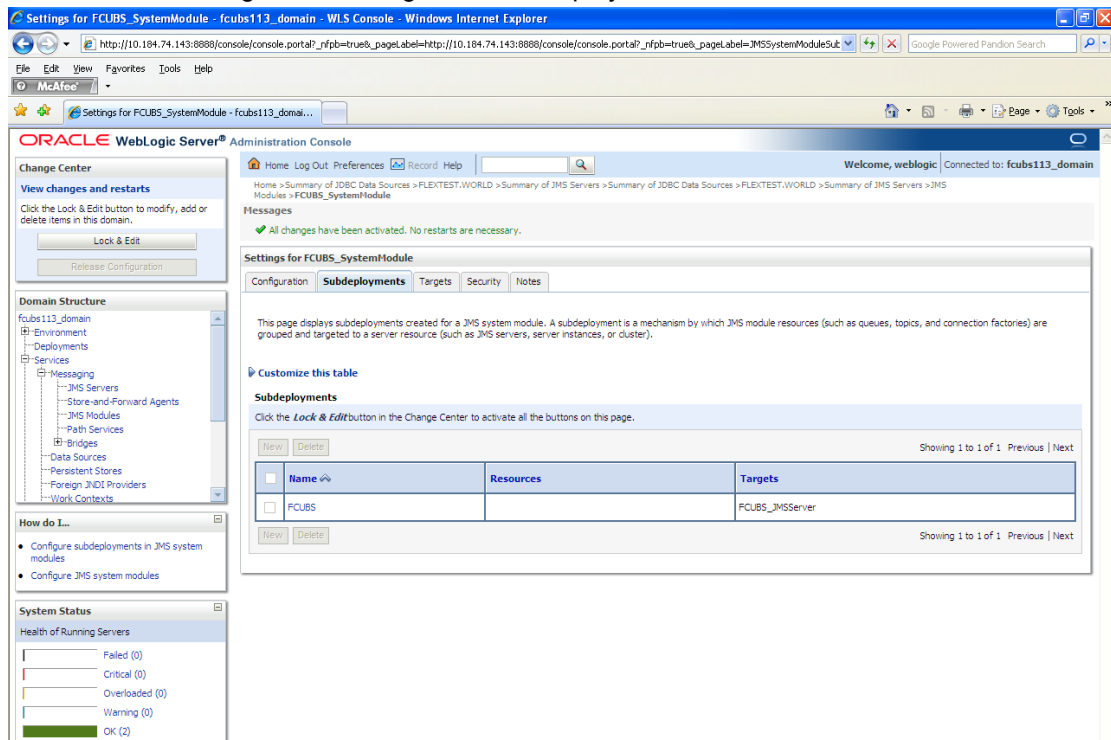 Settings for FCUBS_SystemModule - fcubs113_domain - WLS Console - Windows Internet Explorer
http://10.184.74.143:8888/console/console.portal?_nfpb=true&_pageLabel=http://10.184.74.143:8888/console/console.portal?_nfpb=true&_pageLabel=JMSSystemModuleSut
Google Powered Pandion Search
File Edit View Favorites Tools Help
McAfee
Settings for FCUBS_SystemModule - fcubs113_domai...
Page Tools
ORACLE WebLogic Server® Administration Console
Change Center
View changes and restarts
Click the Lock & Edit button to modify, add or
delete items in this domain.
Lock & Edit
Release Configuration
Domain Structure
fcubs113_domain
Environment
Deployments
Services
Messaging
JMS Servers
Store-and-Forward Agents
JMS Modules
Path Services
Bridges
Data Sources
Persistent Stores
Foreign JNDI Providers
Work Contexts
How do I...
Configure subdeployments in JMS system
modules
Configure JMS system modules
System Status
Health of Running Servers
Failed (0)
Critical (0)
Overloaded (0)
Warning (0)
OK (2)
Home Log Out Preferences Record Help
Welcome, weblogic Connected to: fcubs113_domain
Home >Summary of JDBC Data Sources >FLEXTEST.WORLD >Summary of JMS Servers >Summary of JDBC Data Sources >FLEXTEST.WORLD >Summary of JMS Servers >JMS
Modules >FCUBS_SystemModule
Messages
All changes have been activated. No restarts are necessary.
Settings for FCUBS_SystemModule
Configuration Subdeployments Targets Security Notes
This page displays subdeployments created for a JMS system module. A subdeployment is a mechanism by which JMS module resources (such as queues, topics, and connection factories) are
grouped and targeted to a server resource (such as JMS servers, server instances, or cluster).
Customize this table
Subdeployments
Click the Lock & Edit button in the Change Center to activate all the buttons on this page.
New Delete
Showing 1 to 1 of 1 Previous | Next
Name Resources Targets
FCUBS FCUBS_JMSServer
New Delete
Showing 1 to 1 of 1 Previous | Next